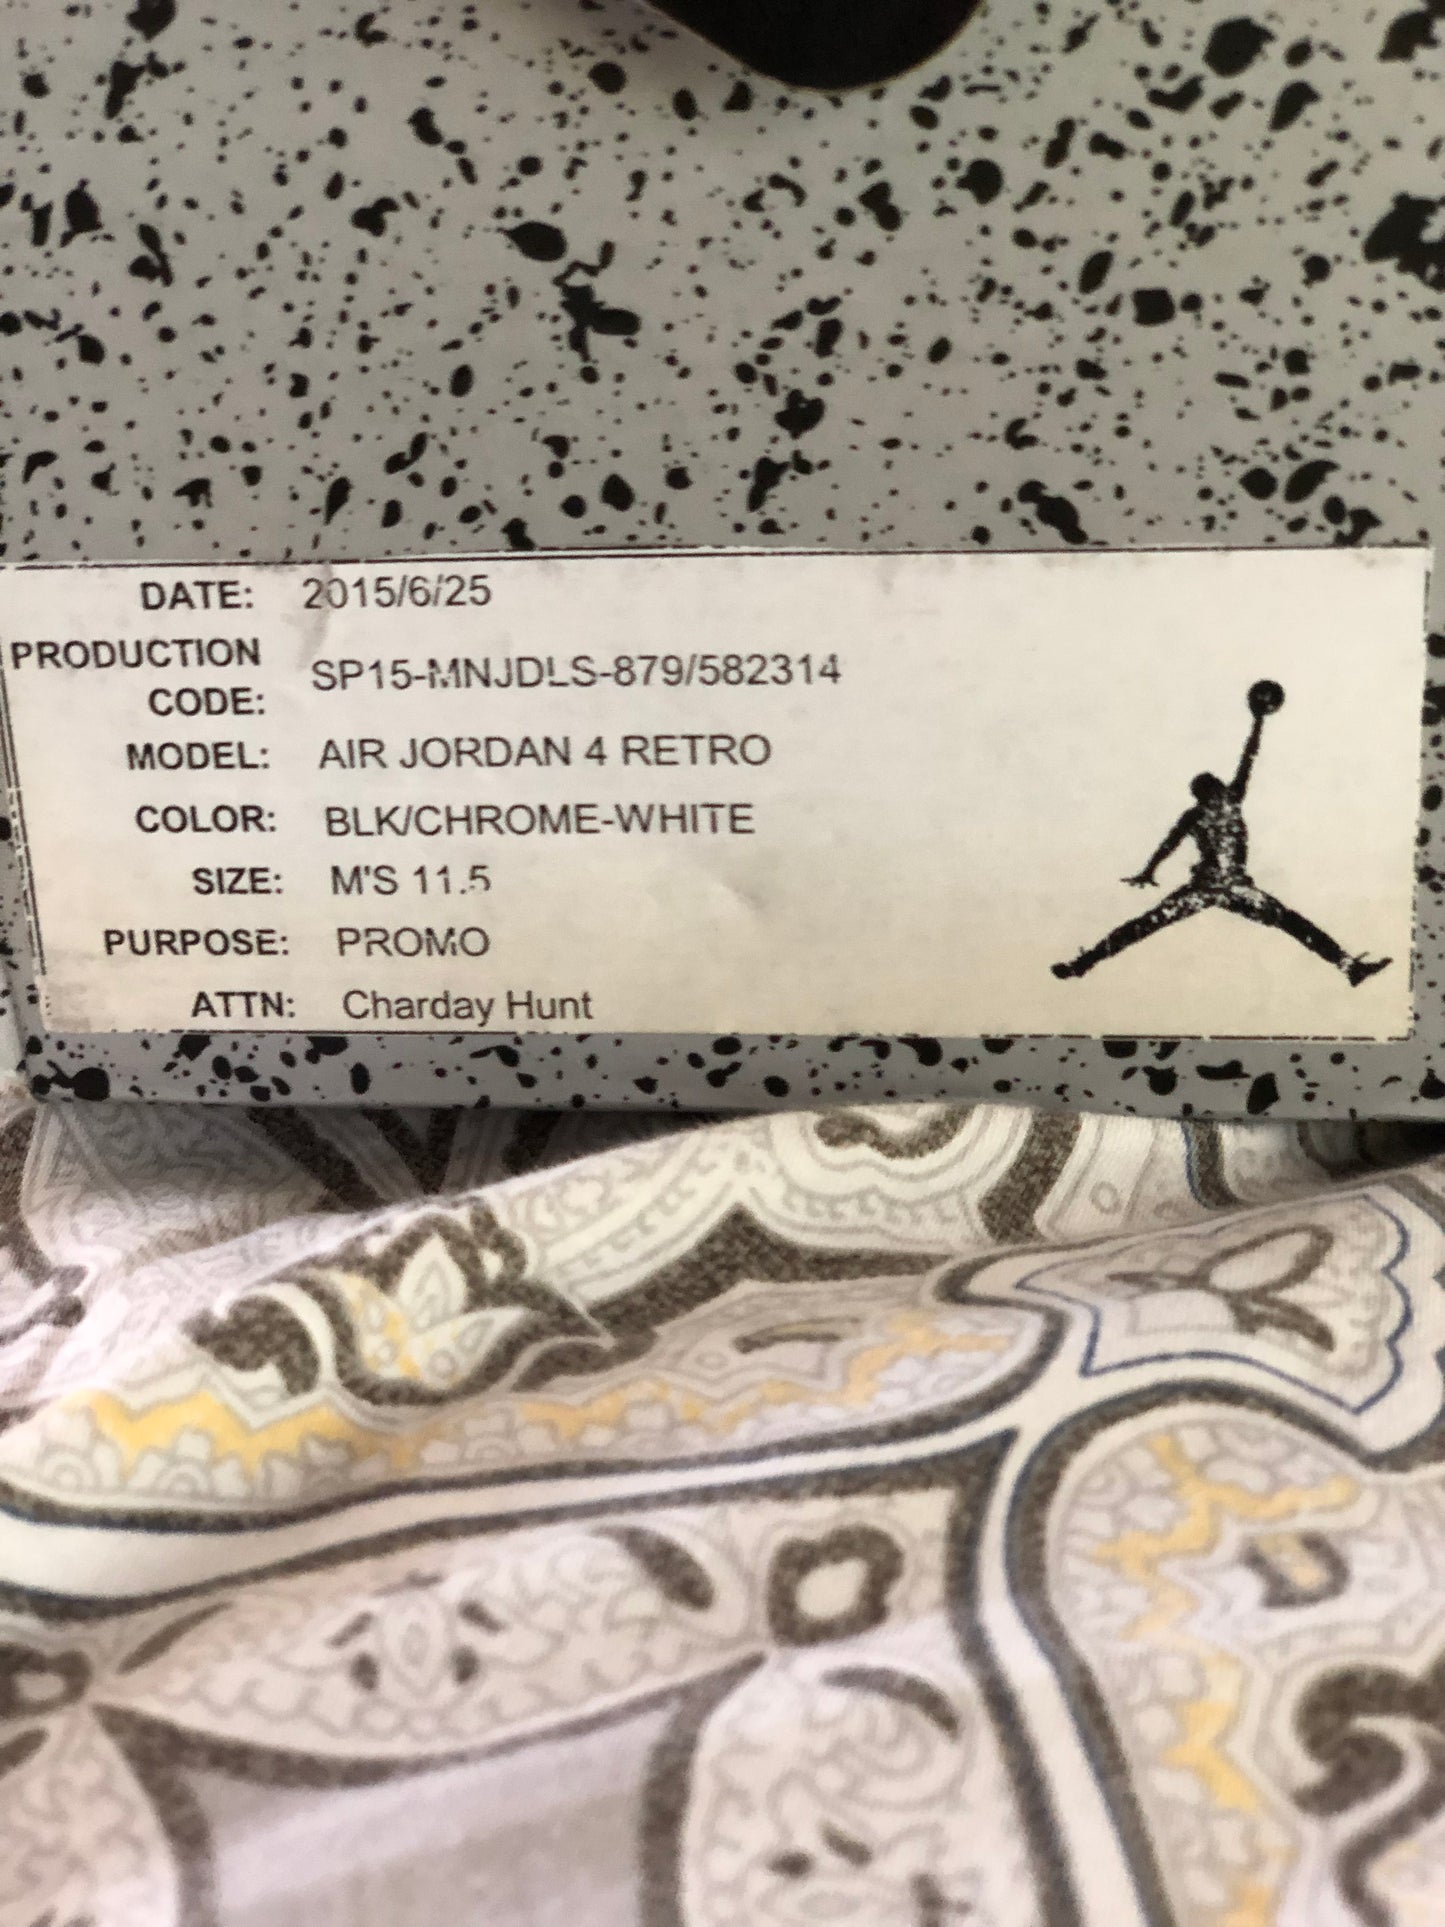 DATE: 2015/6/25
PRODUCTION
CODE: SP15-MNJDLS-879/582314
MODEL: AIR JORDAN 4 RETRO
COLOR: BLK/CHROME-WHITE
SIZE: M'S 11.5
PURPOSE: PROMO
ATTN: Charday Hunt